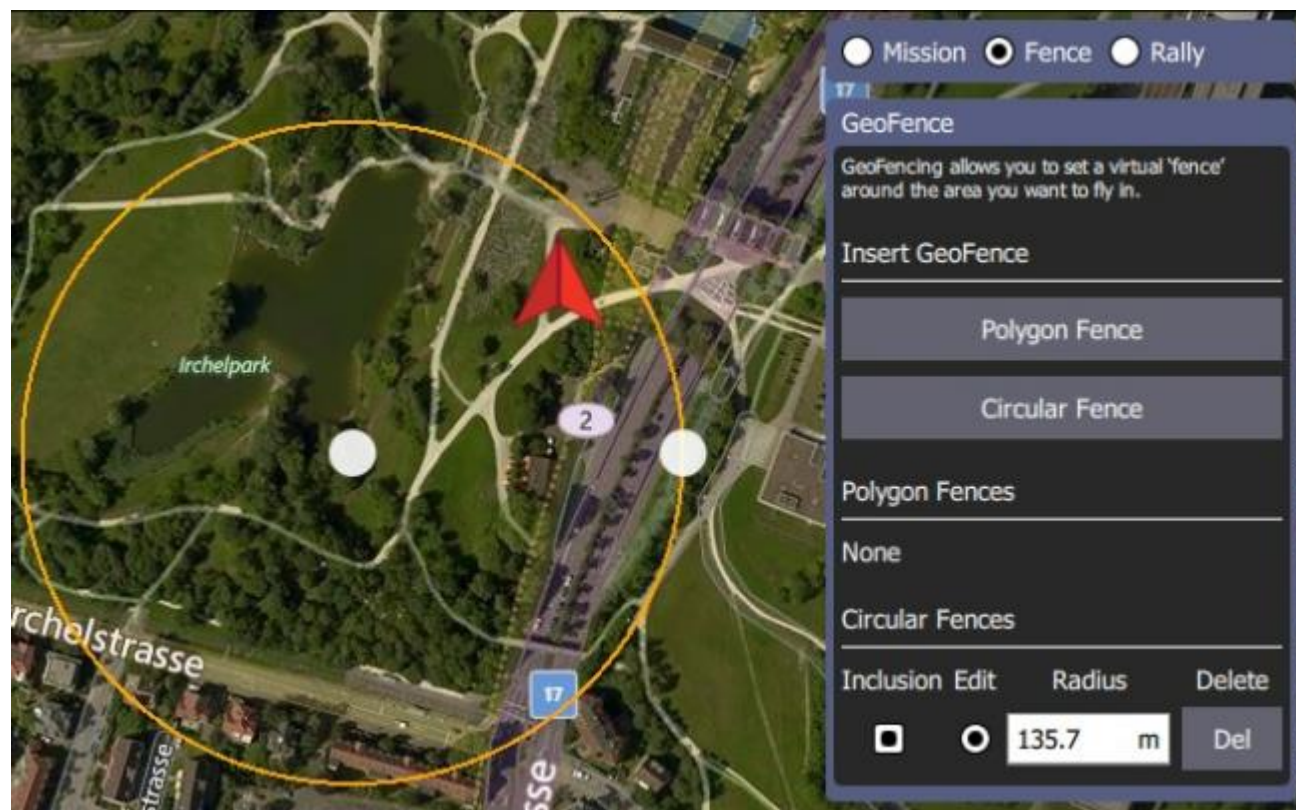 Mission Fence Rally
17
GeoFence
GeoFencing allows you to set a virtual 'fence'
around the area you want to fly in.
Insert GeoFence
Polygon Fence
Circular Fence
Polygon Fences
None
Circular Fences
Inclusion Edit Radius Delete
135.7 m Del
Irchelpark
2
rchelstrasse
17
strasse
sse